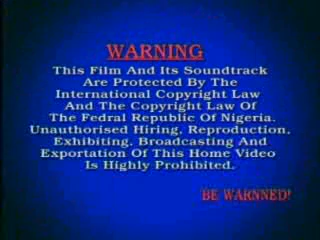 WARNING
This Film And Its Soundtrack
Are Protected By The
International Copyright Law
And The Copyright Law Of
The Fedral Republic Of Nigeria.
Unauthorised Hiring, Reproduction,
Exhibiting, Broadcasting And
Exportation Of This Home Video
Is Highly Prohibited.
BE WARNNED!